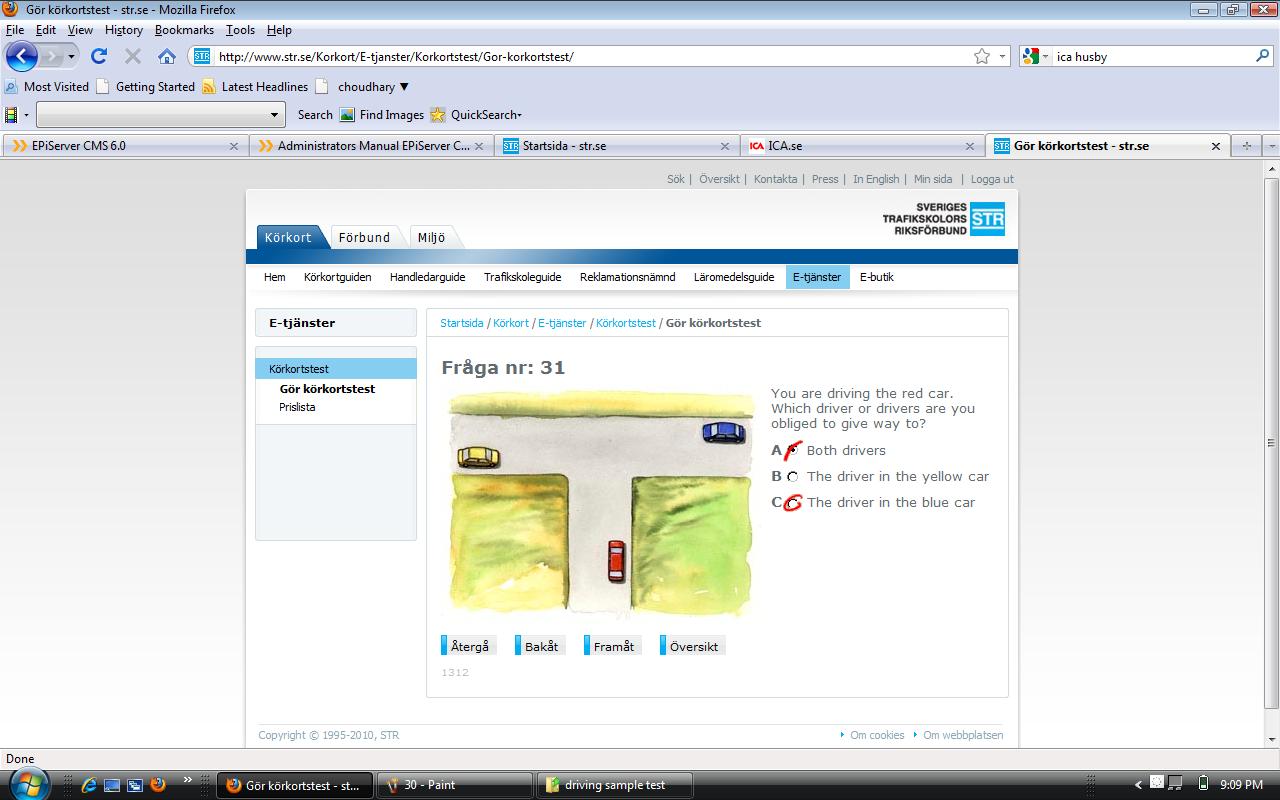 Gör körkortstest - str.se - Mozilla Firefox
File Edit View History Bookmarks Tools Help
STR http://www.str.se/Korkort/E-tjanster/Korkortstest/Gor-korkortstest/ ica husby
Most Visited Getting Started Latest Headlines choudhary ▼
Search Find Images QuickSearch
EPiServer CMS 6.0 Administrators Manual EPiServer C... STR Startsida - str.se ICA ICA.se STR Gör körkortstest - str.se
Sök | Översikt | Kontakta | Press | In English | Min sida | Logga ut
SVERIGES
TRAFIKSKOLORS STR
RIKSFÖRBUND
Körkort Förbund Miljö
Hem Körkortguiden Handledarguide Trafikskoleguide Reklamationsnämnd Läromedelsguide E-tjänster E-butik
E-tjänster
Startsida / Körkort / E-tjänster / Körkortstest / Gör körkortstest
Körkortstest
Gör körkortstest
Prislista
Fråga nr: 31
You are driving the red car.
Which driver or drivers are you
obliged to give way to?
A Both drivers
B The driver in the yellow car
C The driver in the blue car
Återgå Bakåt Framåt Översikt
1312
Copyright © 1995-2010, STR Om cookies Om webbplatsen
Done
Gör körkortstest - st... 30 - Paint driving sample test 9:09 PM